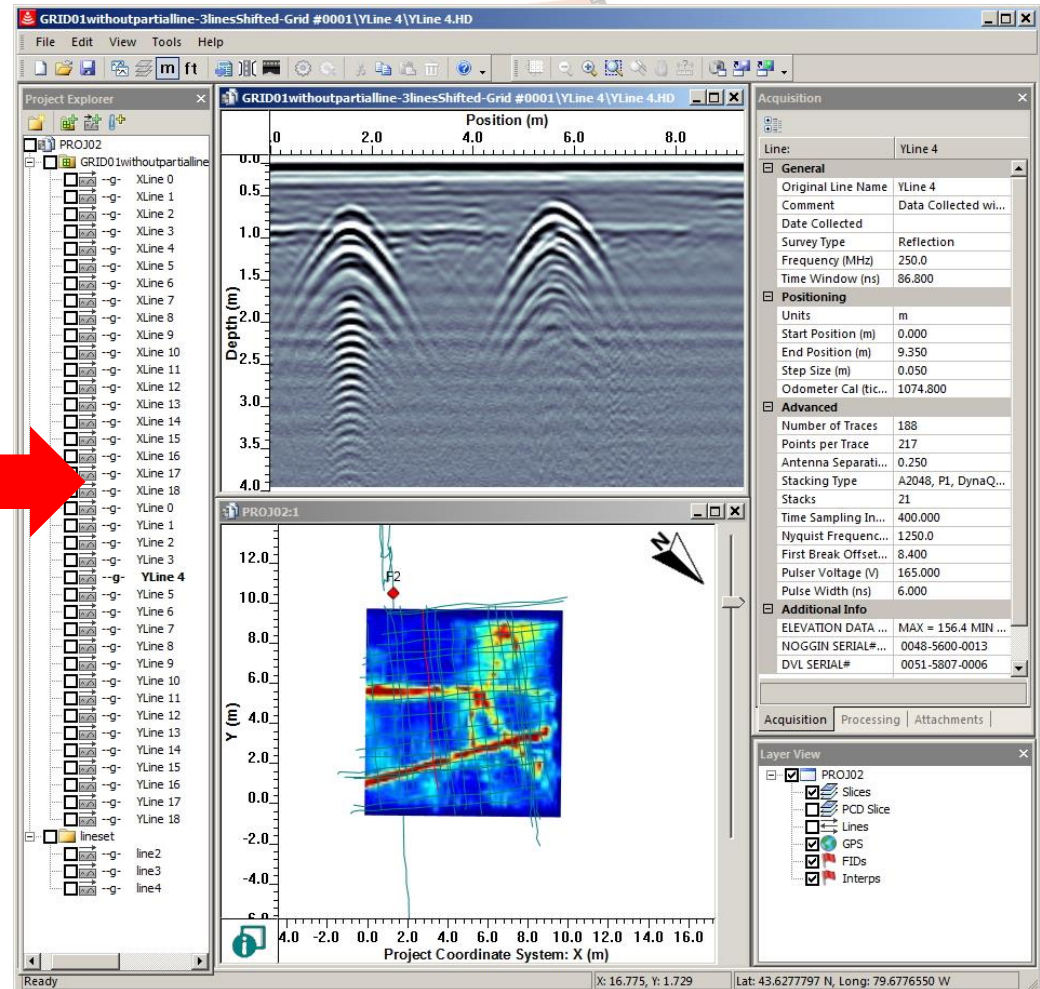 GRID01withoutpartialline-3linesShifted-Grid #0001\YLine 4\YLine 4.HD
File Edit View Tools Help
m ft
Project Explorer
PROJ02
GRID01withoutpartialline
--g- XLine 0
--g- XLine 1
--g- XLine 2
--g- XLine 3
--g- XLine 4
--g- XLine 5
--g- XLine 6
--g- XLine 7
--g- XLine 8
--g- XLine 9
--g- XLine 10
--g- XLine 11
--g- XLine 12
--g- XLine 13
--g- XLine 14
--g- XLine 15
--g- XLine 16
--g- XLine 17
--g- XLine 18
--g- YLine 0
--g- YLine 1
--g- YLine 2
--g- YLine 3
--g- YLine 4
--g- YLine 5
--g- YLine 6
--g- YLine 7
--g- YLine 8
--g- YLine 9
--g- YLine 10
--g- YLine 11
--g- YLine 12
--g- YLine 13
--g- YLine 14
--g- YLine 15
--g- YLine 16
--g- YLine 17
--g- YLine 18
lineset
--g- line2
--g- line3
--g- line4
GRID01withoutpartialline-3linesShifted-Grid #0001\YLine 4\YLine 4.HD
Position (m)
.0 2.0 4.0 6.0 8.0
0.0
0.5
1.0
1.5
2.0
2.5
3.0
3.5
4.0
Depth (m)
PROJ02:1
N
F2
12.0
10.0
8.0
6.0
4.0
2.0
0.0
-2.0
-4.0
Y (m)
4.0 -2.0 0.0 2.0 4.0 6.0 8.0 10.0 12.0 14.0 16.0
Project Coordinate System: X (m)
Acquisition
Line: YLine 4
General
Original Line Name YLine 4
Comment Data Collected wi...
Date Collected
Survey Type Reflection
Frequency (MHz) 250.0
Time Window (ns) 86.800
Positioning
Units m
Start Position (m) 0.000
End Position (m) 9.350
Step Size (m) 0.050
Odometer Cal (tic... 1074.800
Advanced
Number of Traces 188
Points per Trace 217
Antenna Separati... 0.250
Stacking Type A2048, P1, DynaQ...
Stacks 21
Time Sampling In... 400.000
Nyquist Frequenc... 1250.0
First Break Offset... 8.400
Pulser Voltage (V) 165.000
Pulse Width (ns) 6.000
Additional Info
ELEVATION DATA ... MAX = 156.4 MIN ...
NOGGIN SERIAL#... 0048-5600-0013
DVL SERIAL# 0051-5807-0006
Acquisition Processing Attachments
Layer View
PROJ02
Slices
PCD Slice
Lines
GPS
FIDs
Interps
Ready
X: 16.775, Y: 1.729
Lat: 43.6277797 N, Long: 79.6776550 W